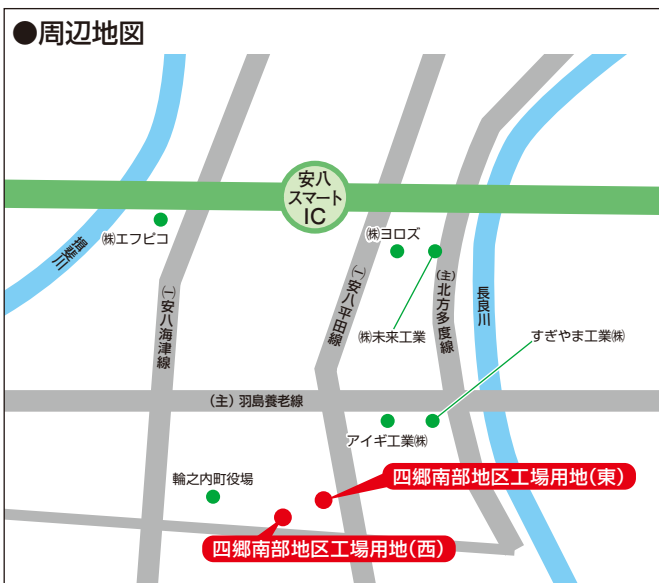 ●周辺地図
安八
スマート
IC
㈱エフピコ
揖斐川
㈱ヨロズ
㈱未来工業
(一)安八海津線
(一)安八平田線
(主)北方多度線
長良川
すぎやま工業㈱
(主)羽島養老線
アイギ工業㈱
輪之内町役場
四郷南部地区工場用地(東)
四郷南部地区工場用地(西)